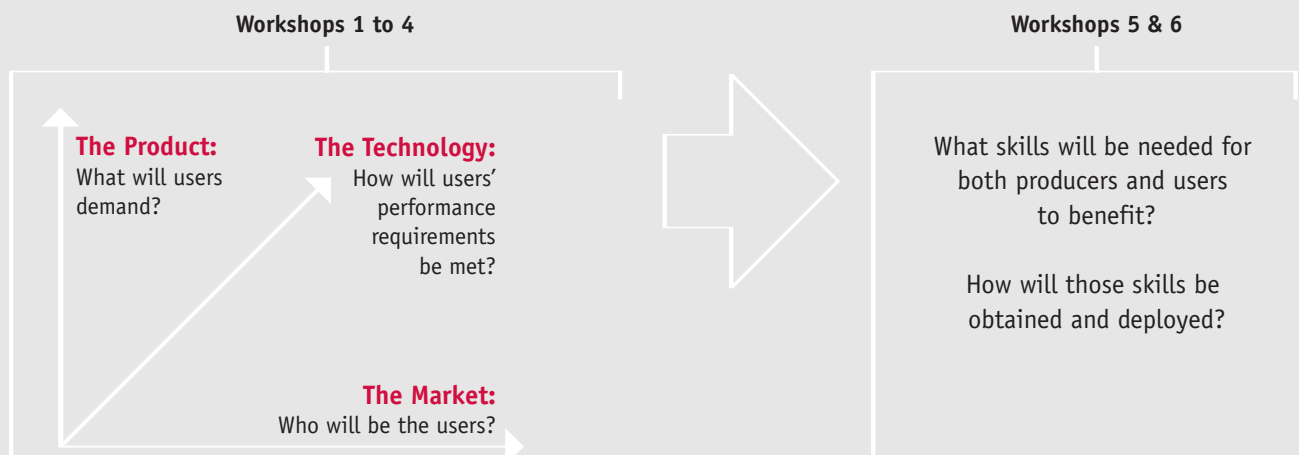 Workshops 1 to 4
The Product:
What will users
demand?
The Technology:
How will users’
performance
requirements
be met?
The Market:
Who will be the users?
Workshops 5 & 6
What skills will be needed for
both producers and users
to benefit?
How will those skills be
obtained and deployed?